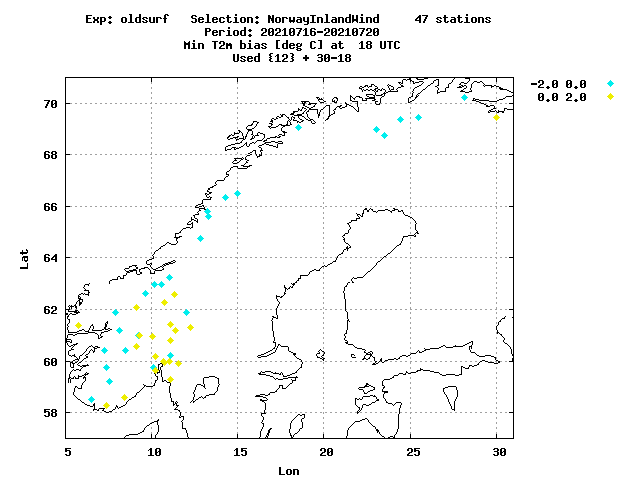 Exp: oldsurf   Selection: NorwayInlandWind     47 stations
Period: 20210716-20210720
Min T2m bias [deg C] at  18 UTC
Used {12} + 30-18
-2.0 0.0
0.0 2.0
70
68
66
64
62
60
58
Lat
5 10 15 20 25 30
Lon